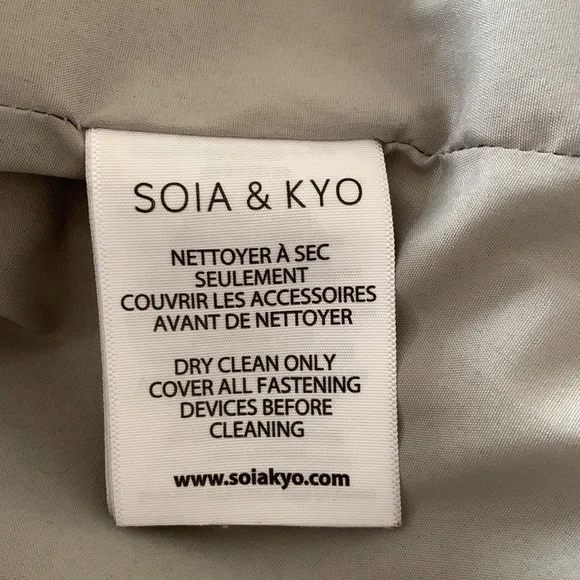 SOIA & KYO
NETTOYER À SEC
SEULEMENT
COUVRIR LES ACCESSOIRES
AVANT DE NETTOYER
DRY CLEAN ONLY
COVER ALL FASTENING
DEVICES BEFORE
CLEANING
www.soiakyo.com